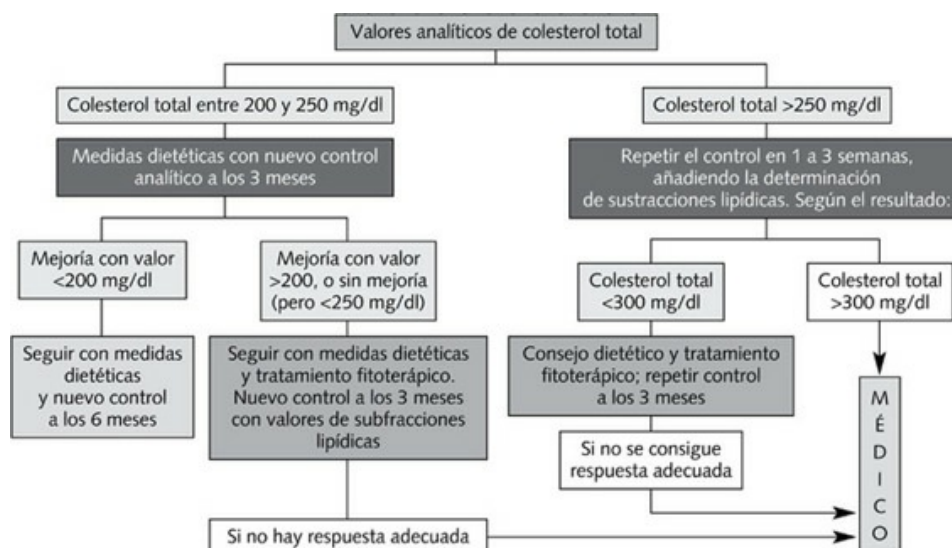 Valores analíticos de colesterol total
Colesterol total entre 200 y 250 mg/dl
Colesterol total >250 mg/dl
Medidas dietéticas con nuevo control
analítico a los 3 meses
Repetir el control en 1 a 3 semanas,
añadiendo la determinación
de sustracciones lipídicas. Según el resultado:
Mejoría con valor
<200 mg/dl
Mejoría con valor
>200, o sin mejoría
(pero <250 mg/dl)
Colesterol total
<300 mg/dl
Colesterol total
>300 mg/dl
Seguir con medidas
dietéticas
y nuevo control
a los 6 meses
Seguir con medidas dietéticas
y tratamiento fitoterápico.
Nuevo control a los 3 meses
con valores de subfracciones
lipídicas
Consejo dietético y tratamiento
fitoterápico; repetir control
a los 3 meses
Si no se consigue
respuesta adecuada
Si no hay respuesta adecuada
M
É
D
I
C
O